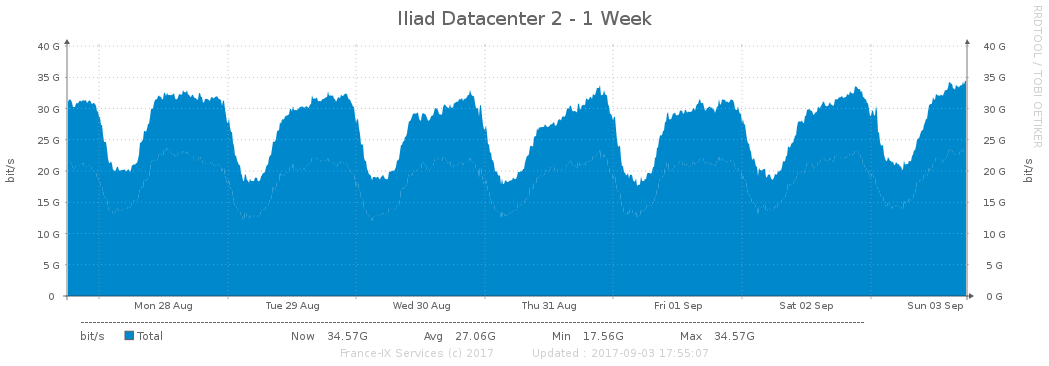 Iliad Datacenter 2 - 1 Week
RRDTOOL / TOBI OETIKER
40 G 40 G
35 G 35 G
30 G 30 G
25 G 25 G
20 G 20 G
15 G 15 G
10 G 10 G
5 G 5 G
0 0 G
bit/s bit/s
Mon 28 Aug Tue 29 Aug Wed 30 Aug Thu 31 Aug Fri 01 Sep Sat 02 Sep Sun 03 Sep
bit/s Total Now 34.57G Avg 27.06G Min 17.56G Max 34.57G
France-IX Services (c) 2017 Updated : 2017-09-03 17:55:07